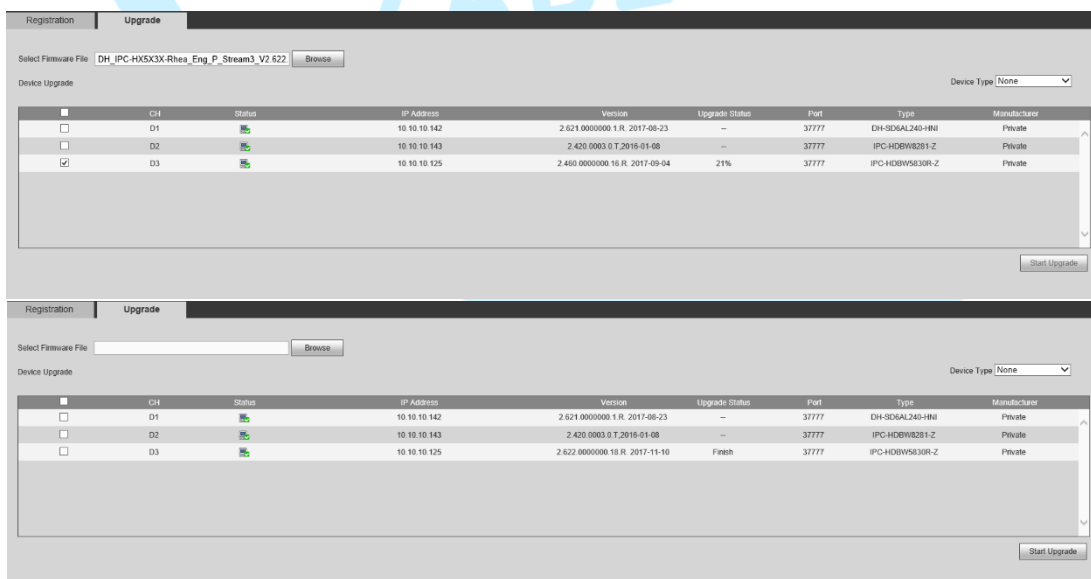 Registration Upgrade
Select Firmware File DH_IPC-HX5X3X-Rhea_Eng_P_Stream3_V2.622. Browse
Device Upgrade Device Type None
CH Status IP Address Version Upgrade Status Port Type Manufacturer
D1 10.10.10.142 2.621.0000000.1.R. 2017-08-23 -- 37777 DH-SD6AL240-HNI Private
D2 10.10.10.143 2.420.0003.0.T,2016-01-08 -- 37777 IPC-HDBW8281-Z Private
D3 10.10.10.125 2.460.0000000.16.R. 2017-09-04 21% 37777 IPC-HDBW5830R-Z Private
Start Upgrade
Registration Upgrade
Select Firmware File Browse
Device Upgrade Device Type None
CH Status IP Address Version Upgrade Status Port Type Manufacturer
D1 10.10.10.142 2.621.0000000.1.R. 2017-08-23 -- 37777 DH-SD6AL240-HNI Private
D2 10.10.10.143 2.420.0003.0.T,2016-01-08 -- 37777 IPC-HDBW8281-Z Private
D3 10.10.10.125 2.622.0000000.18.R. 2017-11-10 Finish 37777 IPC-HDBW5830R-Z Private
Start Upgrade